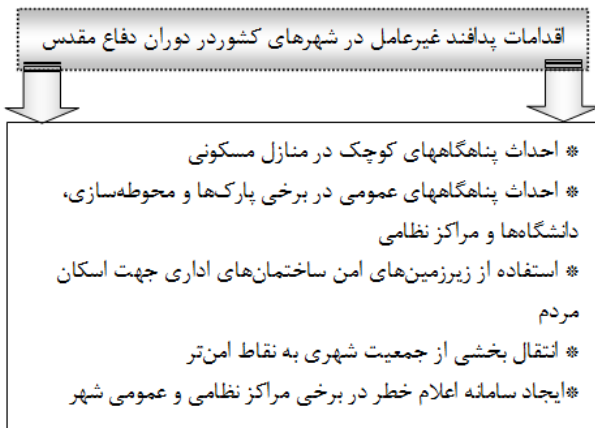 اقدامات پدافند غیرعامل در شهرهای کشوردر دوران دفاع مقدس
* احداث پناهگاههای کوچک در منازل مسکونی
* احداث پناهگاههای عمومی در برخی پارک‌ها و محوطه‌سازی،
دانشگاه‌ها و مراکز نظامی
* استفاده از زیرزمین‌های امن ساختمان‌های اداری جهت اسکان
مردم
* انتقال بخشی از جمعیت شهری به نقاط امن‌تر
*ایجاد سامانه اعلام خطر در برخی مراکز نظامی و عمومی شهر